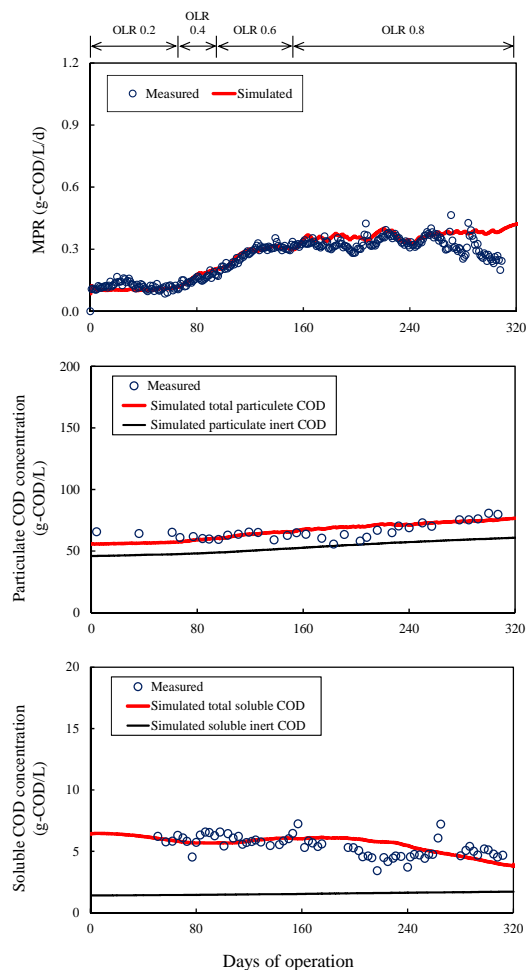 OLR
OLR 0.2
0.4
OLR 0.6
OLR 0.8
1.2
Measured
Simulated
0.9
0.6
0.3
0.0
MPR (g-COD/L/d)
0
80
160
240
320
200
Measured
Simulated total particulete COD
Simulated particulate inert COD
150
100
50
0
Particulate COD concentration
(g-COD/L)
0
80
160
240
320
20
Measured
Simulated total soluble COD
Simulated soluble inert COD
15
10
5
0
Soluble COD concentration
(g-COD/L)
0
80
160
240
320
Days of operation